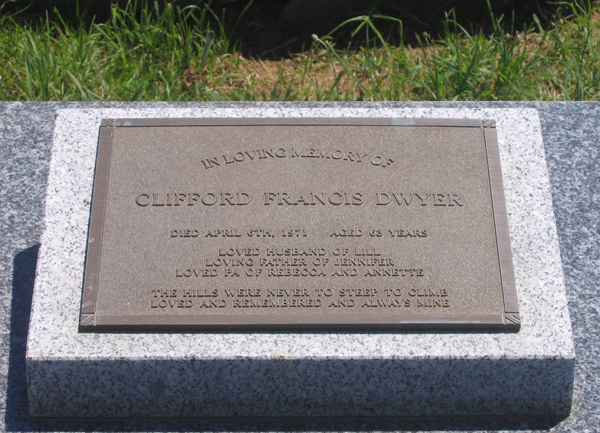 IN LOVING MEMORY OF
CLIFFORD FRANCIS DWYER
DIED APRIL 6TH, 1971 AGED 63 YEARS
LOVED HUSBAND OF LILL
LOVING FATHER OF JENNIFER
LOVED PA OF REBECCA AND ANNETTE
THE HILLS WERE NEVER TO STEEP TO CLIMB
LOVED AND REMEMBERED AND ALWAYS MINE